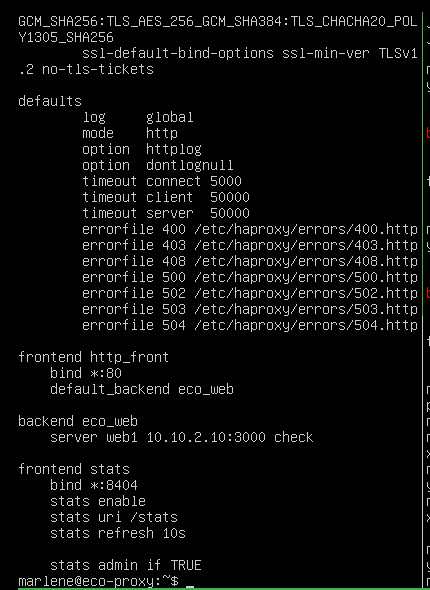 GCM_SHA256:TLS_AES_256_GCM_SHA384:TLS_CHACHA20_POL
Y1305_SHA256
        ssl-default-bind-options ssl-min-ver TLSv1
.2 no-tls-tickets

defaults
        log     global
        mode    http
        option  httplog
        option  dontlognull
        timeout connect 5000
        timeout client  50000
        timeout server  50000
        errorfile 400 /etc/haproxy/errors/400.http
        errorfile 403 /etc/haproxy/errors/403.http
        errorfile 408 /etc/haproxy/errors/408.http
        errorfile 500 /etc/haproxy/errors/500.http
        errorfile 502 /etc/haproxy/errors/502.http
        errorfile 503 /etc/haproxy/errors/503.http
        errorfile 504 /etc/haproxy/errors/504.http

frontend http_front
    bind *:80
    default_backend eco_web

backend eco_web
    server web1 10.10.2.10:3000 check

frontend stats
    bind *:8404
    stats enable
    stats uri /stats
    stats refresh 10s

    stats admin if TRUE
marlene@eco-proxy:~$ _